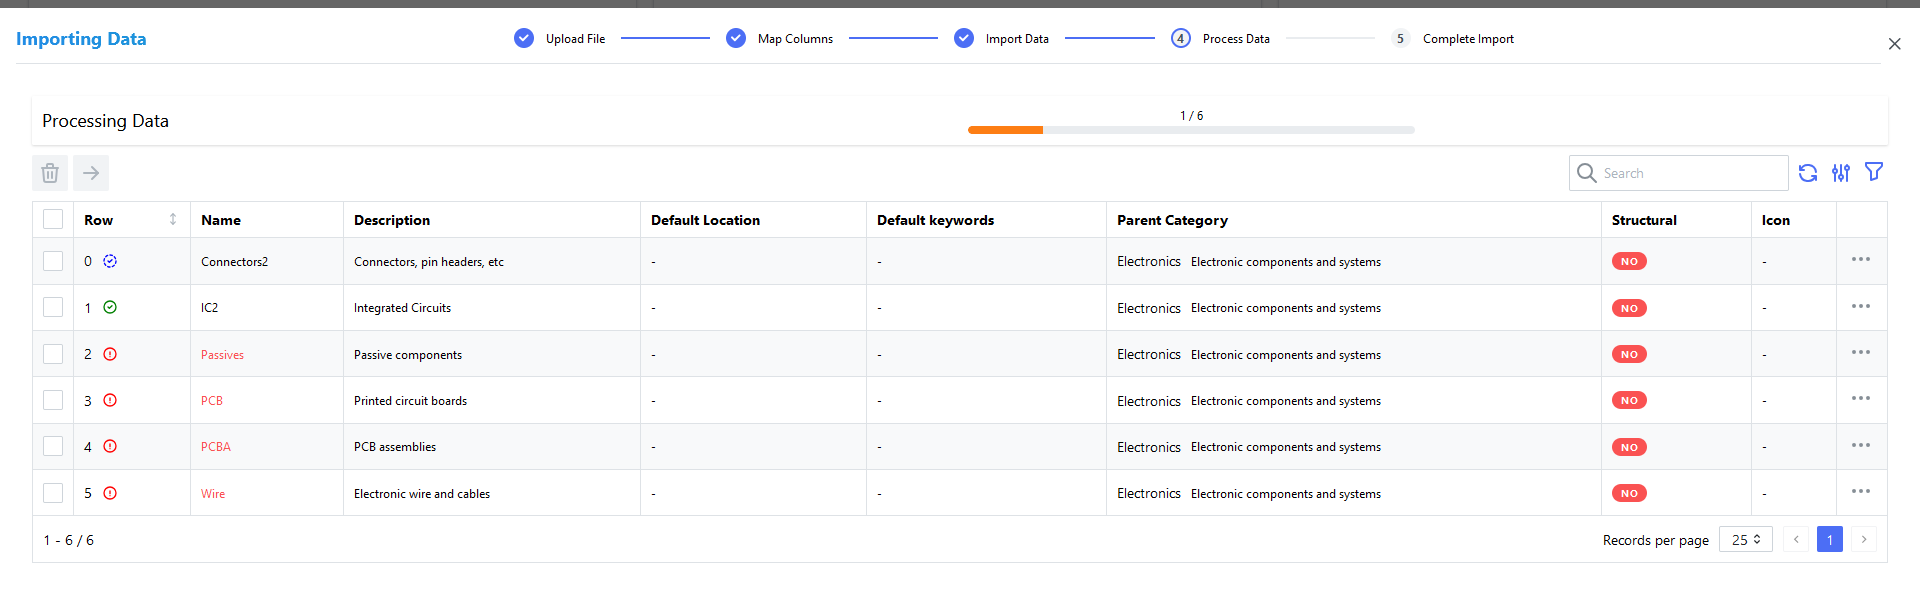 Importing Data
Upload File
Map Columns
Import Data
4 Process Data
5 Complete Import
Processing Data
1 / 6
Search
Row Name Description Default Location Default keywords Parent Category Structural Icon
0 Connectors2 Connectors, pin headers, etc - - Electronics Electronic components and systems NO -
1 IC2 Integrated Circuits - - Electronics Electronic components and systems NO -
2 Passives Passive components - - Electronics Electronic components and systems NO -
3 PCB Printed circuit boards - - Electronics Electronic components and systems NO -
4 PCBA PCB assemblies - - Electronics Electronic components and systems NO -
5 Wire Electronic wire and cables - - Electronics Electronic components and systems NO -
1 - 6 / 6
Records per page 25
1